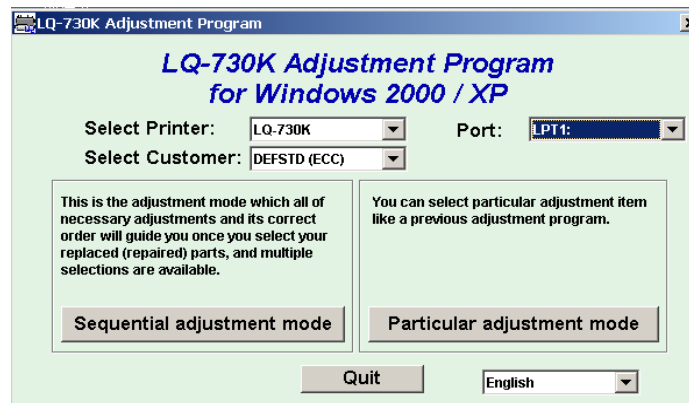 LQ-730K Adjustment Program
LQ-730K Adjustment Program
for Windows 2000 / XP
Select Printer: LQ-730K Port: LPT1:
Select Customer: DEFSTD (ECC)
This is the adjustment mode which all of
necessary adjustments and its correct
order will guide you once you select your
replaced (repaired) parts, and multiple
selections are available.
Sequential adjustment mode
You can select particular adjustment item
like a previous adjustment program.
Particular adjustment mode
Quit English